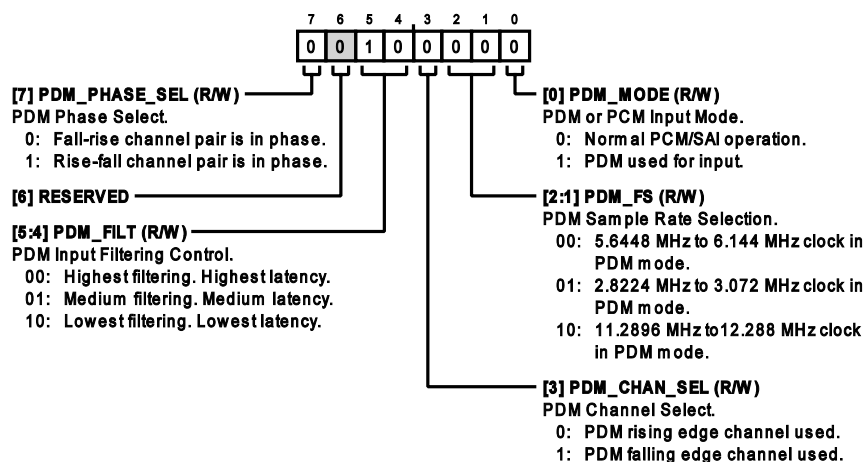 7 6 5 4 3 2 1 0
0 0 1 0 0 0 0 0
[7] PDM_PHASE_SEL (R/W)
PDM Phase Select.
0: Fall-rise channel pair is in phase.
1: Rise-fall channel pair is in phase.
[6] RESERVED
[5:4] PDM_FILT (R/W)
PDM Input Filtering Control.
00: Highest filtering. Highest latency.
01: Medium filtering. Medium latency.
10: Lowest filtering. Lowest latency.
[0] PDM_MODE (R/W)
PDM or PCM Input Mode.
0: Normal PCM/SAI operation.
1: PDM used for input.
[2:1] PDM_FS (R/W)
PDM Sample Rate Selection.
00: 5.6448 MHz to 6.144 MHz clock in
PDM mode.
01: 2.8224 MHz to 3.072 MHz clock in
PDM mode.
10: 11.2896 MHz to12.288 MHz clock
in PDM mode.
[3] PDM_CHAN_SEL (R/W)
PDM Channel Select.
0: PDM rising edge channel used.
1: PDM falling edge channel used.